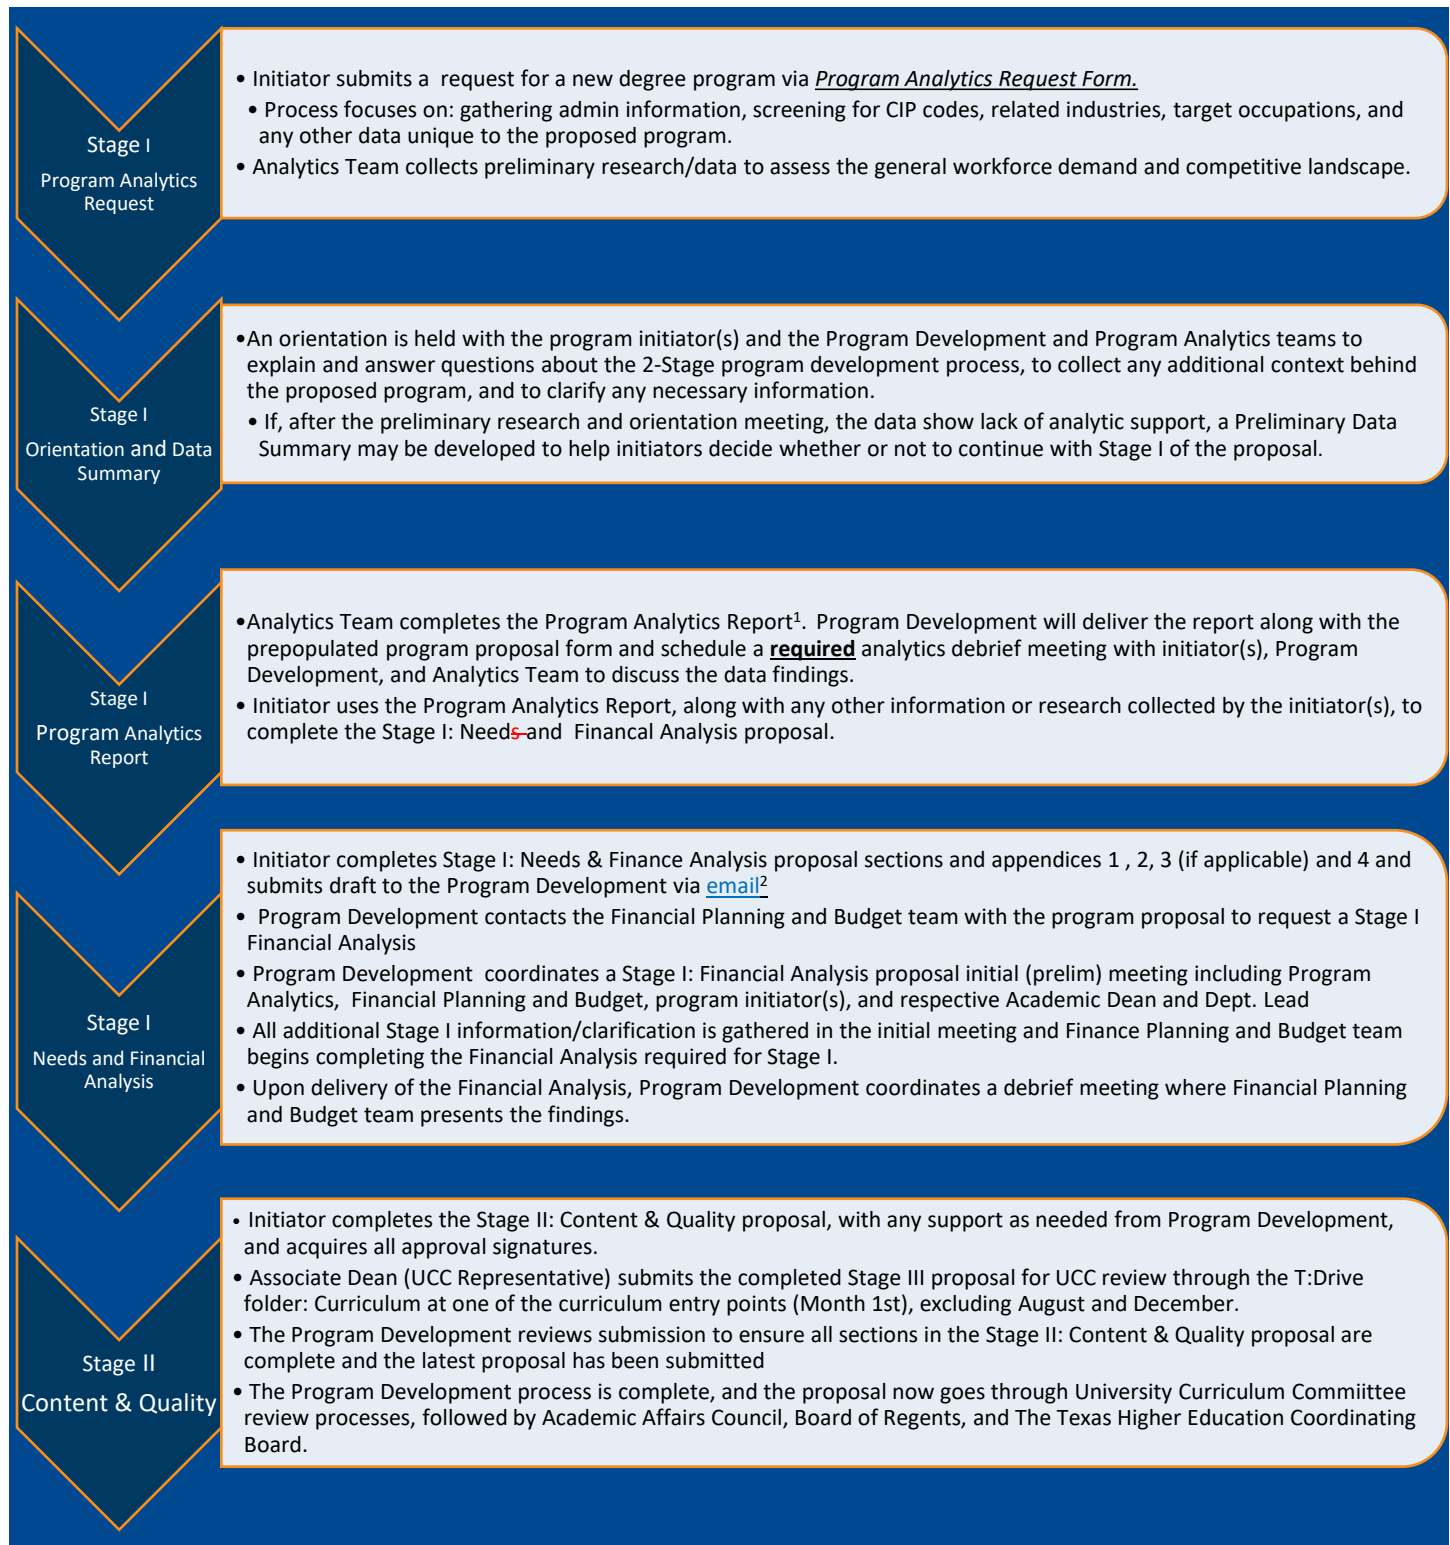 Stage I
Program Analytics
Request
• Initiator submits a  request for a new degree program via Program Analytics Request Form.
• Process focuses on: gathering admin information, screening for CIP codes, related industries, target occupations, and
any other data unique to the proposed program.
• Analytics Team collects preliminary research/data to assess the general workforce demand and competitive landscape.
Stage I
Orientation and Data
Summary
•An orientation is held with the program initiator(s) and the Program Development and Program Analytics teams to
explain and answer questions about the 2-Stage program development process, to collect any additional context behind
the proposed program, and to clarify any necessary information.
• If, after the preliminary research and orientation meeting, the data show lack of analytic support, a Preliminary Data
Summary may be developed to help initiators decide whether or not to continue with Stage I of the proposal.
Stage I
Program Analytics
Report
•Analytics Team completes the Program Analytics Report¹.  Program Development will deliver the report along with the
prepopulated program proposal form and schedule a required analytics debrief meeting with initiator(s), Program
Development, and Analytics Team to discuss the data findings.
• Initiator uses the Program Analytics Report, along with any other information or research collected by the initiator(s), to
complete the Stage I: Needs and  Financal Analysis proposal.
Stage I
Needs and Financial
Analysis
• Initiator completes Stage I: Needs & Finance Analysis proposal sections and appendices 1 , 2, 3 (if applicable) and 4 and
submits draft to the Program Development via email²
•  Program Development contacts the Financial Planning and Budget team with the program proposal to request a Stage I
Financial Analysis
• Program Development  coordinates a Stage I: Financial Analysis proposal initial (prelim) meeting including Program
Analytics,  Financial Planning and Budget, program initiator(s), and respective Academic Dean and Dept. Lead
• All additional Stage I information/clarification is gathered in the initial meeting and Finance Planning and Budget team
begins completing the Financial Analysis required for Stage I.
• Upon delivery of the Financial Analysis, Program Development coordinates a debrief meeting where Financial Planning
and Budget team presents the findings.
Stage II
Content & Quality
• Initiator completes the Stage II: Content & Quality proposal, with any support as needed from Program Development,
and acquires all approval signatures.
• Associate Dean (UCC Representative) submits the completed Stage III proposal for UCC review through the T:Drive
folder: Curriculum at one of the curriculum entry points (Month 1st), excluding August and December.
• The Program Development reviews submission to ensure all sections in the Stage II: Content & Quality proposal are
complete and the latest proposal has been submitted
• The Program Development process is complete, and the proposal now goes through University Curriculum Commiittee
review processes, followed by Academic Affairs Council, Board of Regents, and The Texas Higher Education Coordinating
Board.